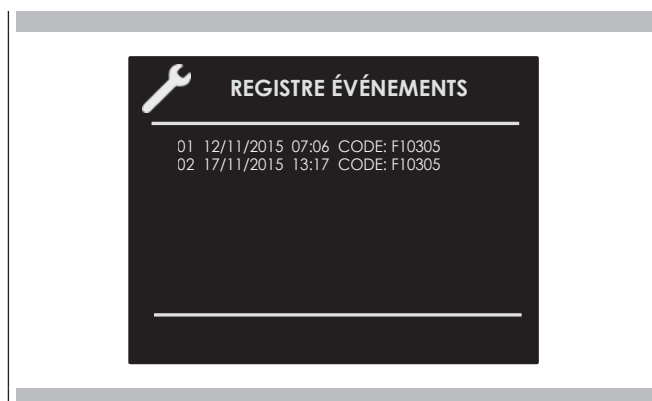 REGISTRE ÉVÉNEMENTS
01 12/11/2015 07:06 CODE: F10305
02 17/11/2015 13:17 CODE: F10305